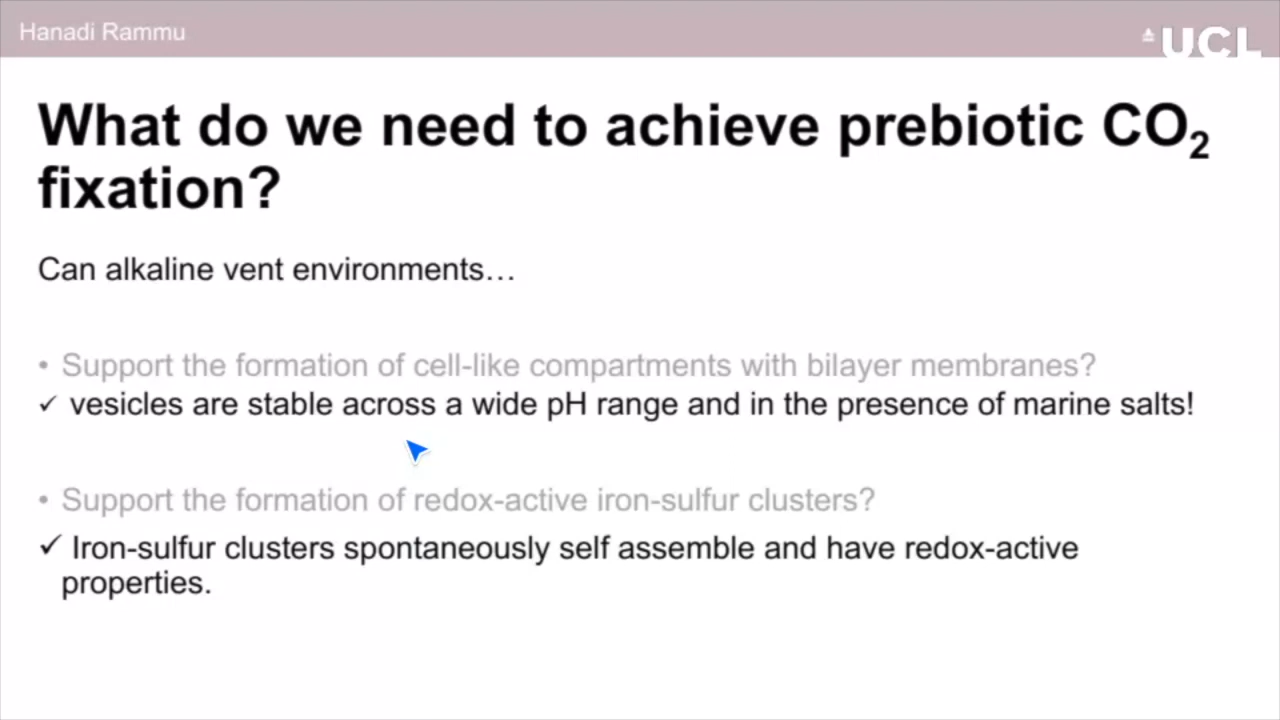 Hanadi Rammu
UCL
What do we need to achieve prebiotic CO₂
fixation?
Can alkaline vent environments…
• Support the formation of cell-like compartments with bilayer membranes?
✓ vesicles are stable across a wide pH range and in the presence of marine salts!
• Support the formation of redox-active iron-sulfur clusters?
✓ Iron-sulfur clusters spontaneously self assemble and have redox-active
properties.